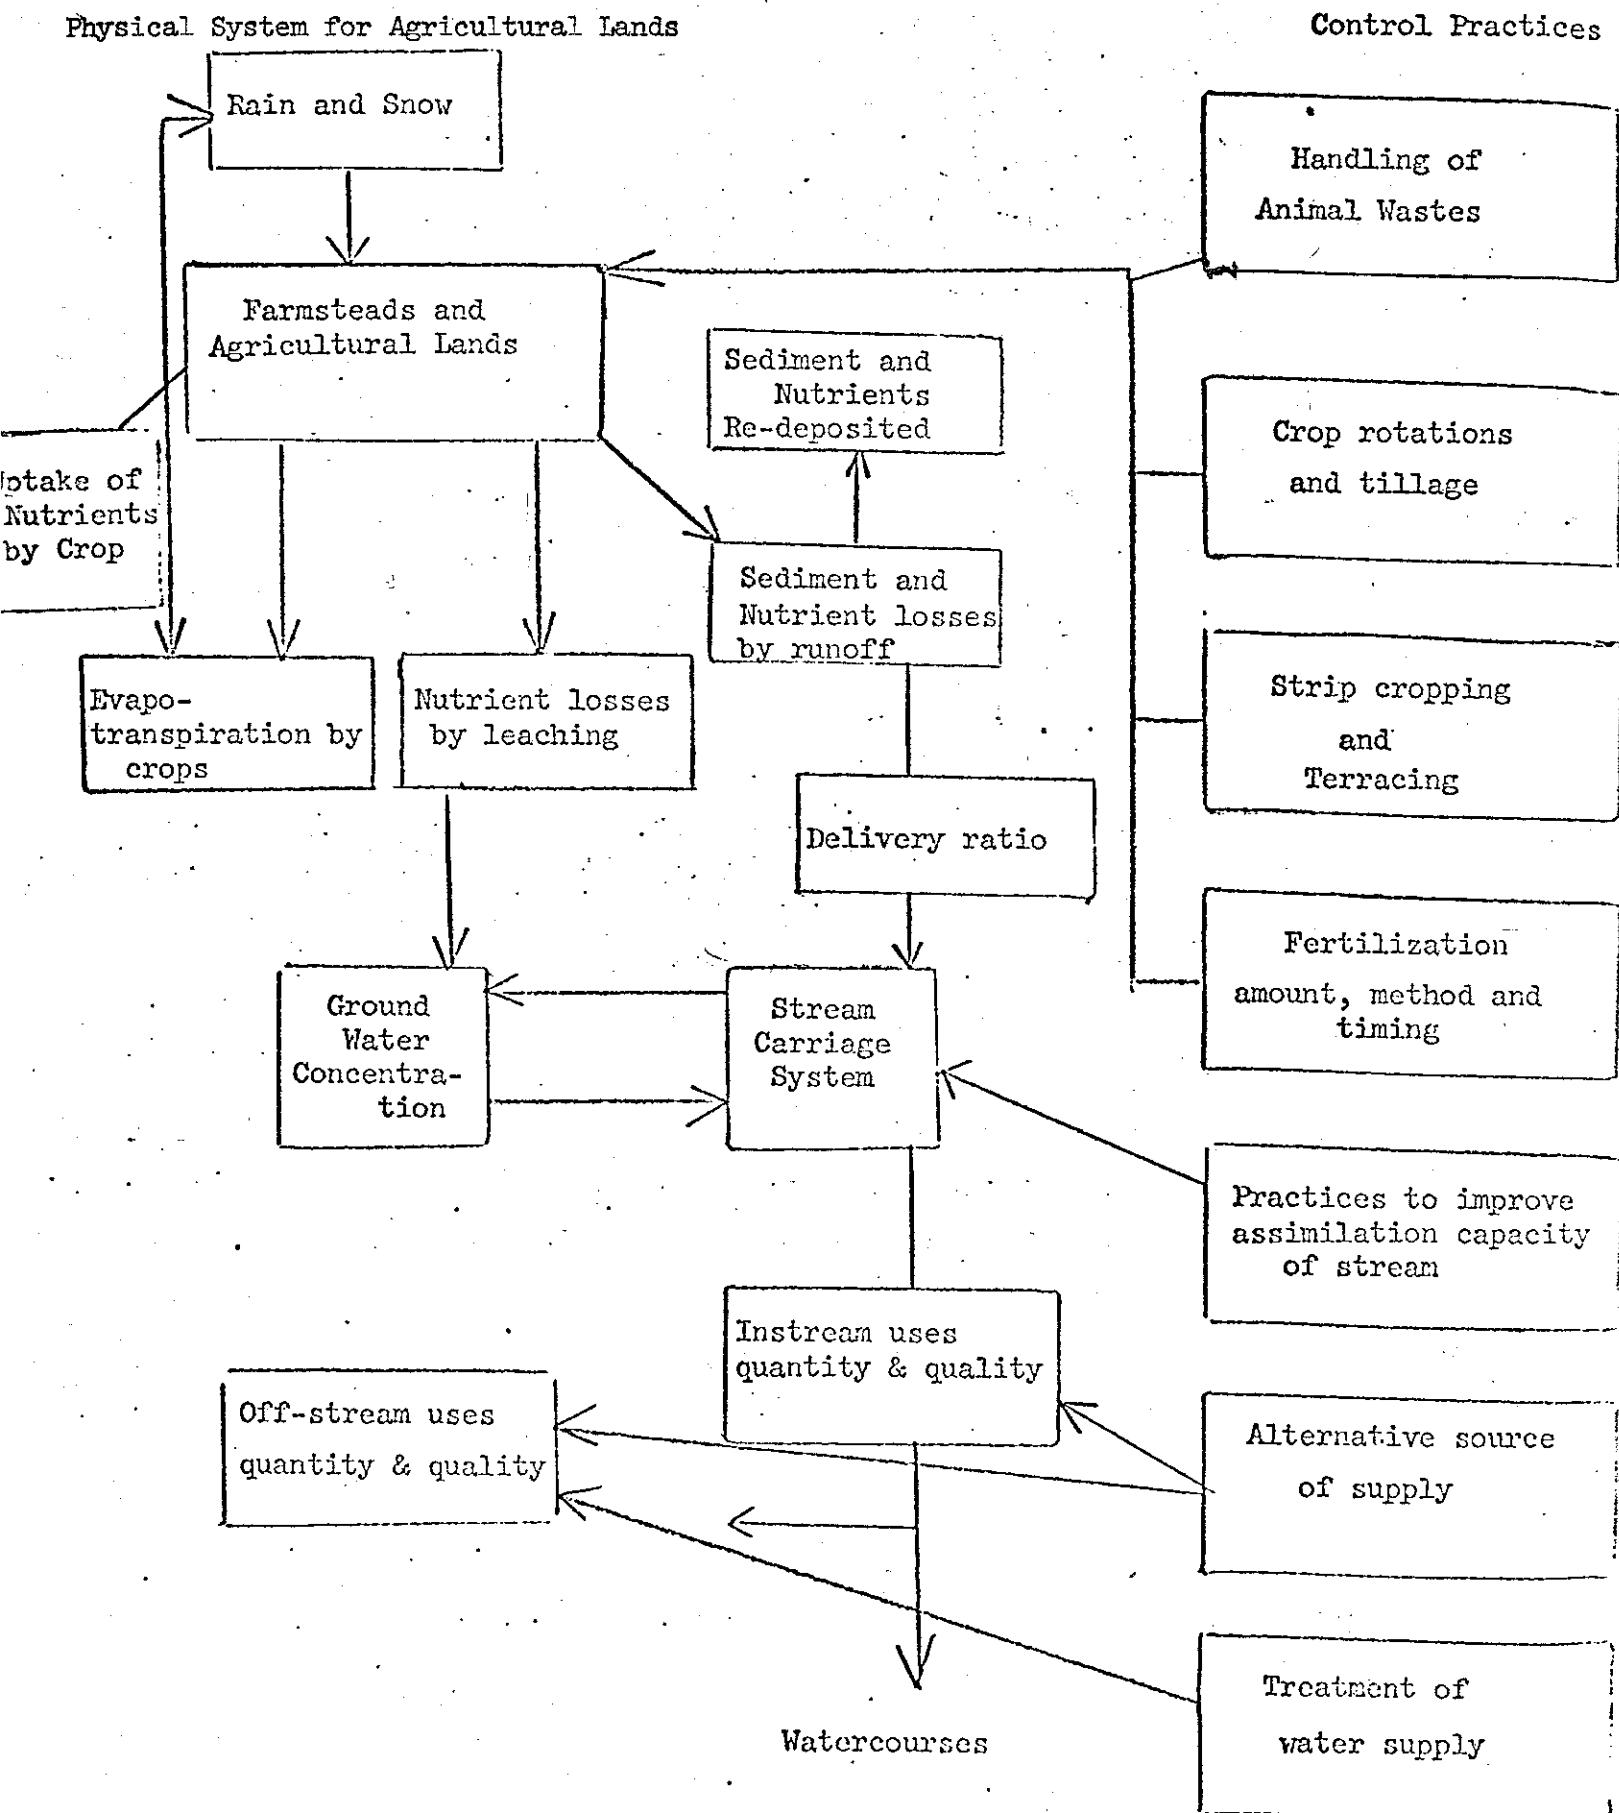 Physical System for Agricultural Lands
Control Practices
Rain and Snow
Handling of
Animal Wastes
Farmsteads and
Agricultural Lands
Sediment and
Nutrients
Re-deposited
Crop rotations
and tillage
ptake of
Nutrients
by Crop
Sediment and
Nutrient losses
by runoff
Strip cropping
and
Terracing
Evapo-
transpiration by
crops
Nutrient losses
by leaching
Delivery ratio
Fertilization
amount, method and
timing
Ground
Water
Concentra-
tion
Stream
Carriage
System
Practices to improve
assimilation capacity
of stream
Instream uses
quantity & quality
Off-stream uses
quantity & quality
Alternative source
of supply
Treatment of
water supply
Watercourses